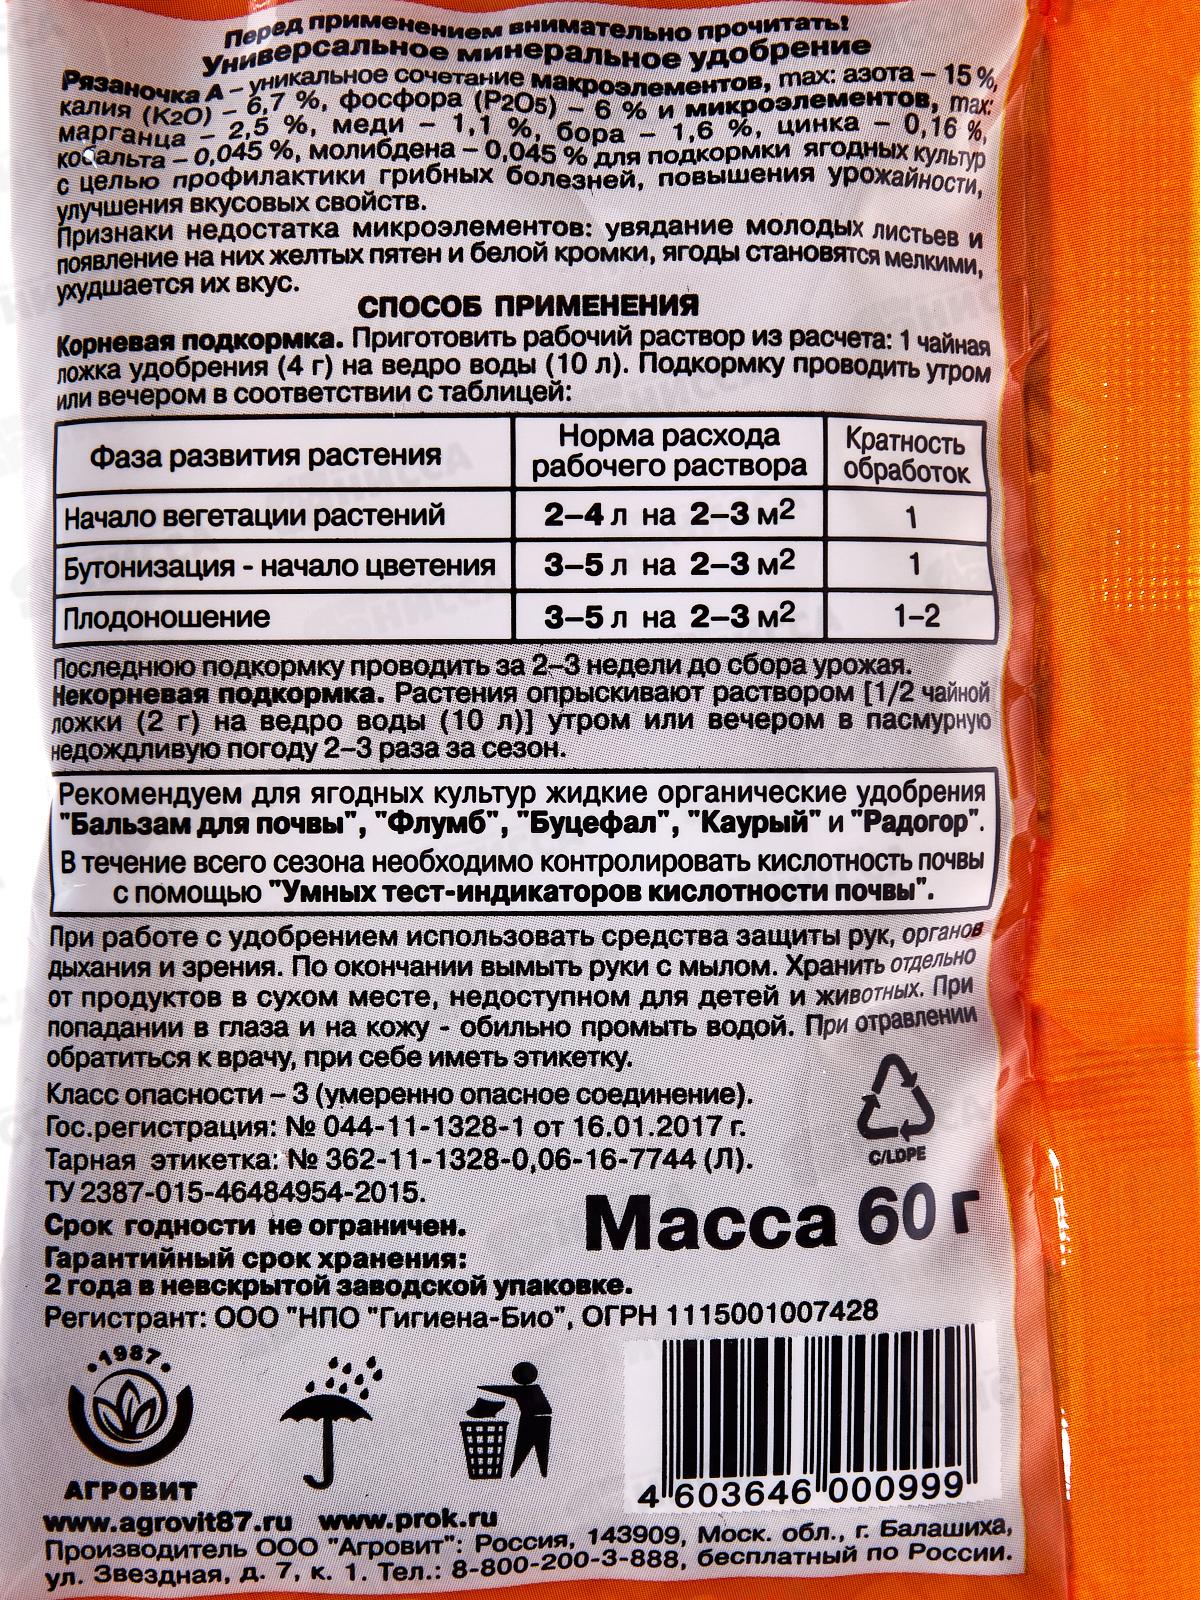 Перед применением внимательно прочитать!
Универсальное минеральное удобрение
Рязаночка А – уникальное сочетание макроэлементов, max: азота – 15 %,
калия (K2O) – 6,7 %, фосфора (P2O5) – 6 % и микроэлементов, max:
марганца – 2,5 %, меди – 1,1 %, бора – 1,6 %, цинка – 0,16 %,
кобальта – 0,045 %, молибдена – 0,045 % для подкормки ягодных культур
с целью профилактики грибных болезней, повышения урожайности,
улучшения вкусовых свойств.
Признаки недостатка микроэлементов: увядание молодых листьев и
появление на них желтых пятен и белой кромки, ягоды становятся мелкими,
ухудшается их вкус.
СПОСОБ ПРИМЕНЕНИЯ
Корневая подкормка. Приготовить рабочий раствор из расчета: 1 чайная
ложка удобрения (4 г) на ведро воды (10 л). Подкормку проводить утром
или вечером в соответствии с таблицей:
Фаза развития растения Норма расхода рабочего раствора Кратность обработок
Начало вегетации растений 2–4 л на 2–3 м2 1
Бутонизация - начало цветения 3–5 л на 2–3 м2 1
Плодоношение 3–5 л на 2–3 м2 1–2
Последнюю подкормку проводить за 2–3 недели до сбора урожая.
Некорневая подкормка. Растения опрыскивают раствором [1/2 чайной
ложки (2 г) на ведро воды (10 л)] утром или вечером в пасмурную
недождливую погоду 2–3 раза за сезон.
Рекомендуем для ягодных культур жидкие органические удобрения
"Бальзам для почвы", "Флумб", "Буцефал", "Каурый" и "Радогор".
В течение всего сезона необходимо контролировать кислотность почвы
с помощью "Умных тест-индикаторов кислотности почвы".
При работе с удобрением использовать средства защиты рук, органов
дыхания и зрения. По окончании вымыть руки с мылом. Хранить отдельно
от продуктов в сухом месте, недоступном для детей и животных. При
попадании в глаза и на кожу - обильно промыть водой. При отравлении
обратиться к врачу, при себе иметь этикетку.
Класс опасности – 3 (умеренно опасное соединение).
Гос.регистрация: № 044-11-1328-1 от 16.01.2017 г.
Тарная этикетка: № 362-11-1328-0,06-16-7744 (Л).
C/LDPE
ТУ 2387-015-46484954-2015.
Срок годности не ограничен.
Масса 60 г
Гарантийный срок хранения:
2 года в невскрытой заводской упаковке.
Регистрант: ООО "НПО "Гигиена-Био", ОГРН 1115001007428
•1987•
АГРОВИТ
4 603646 000999
www.agrovit87.ru www.prok.ru
Производитель ООО "Агровит": Россия, 143909, Моск. обл., г. Балашиха,
ул. Звездная, д. 7, к. 1. Тел.: 8-800-200-3-888, бесплатный по России.